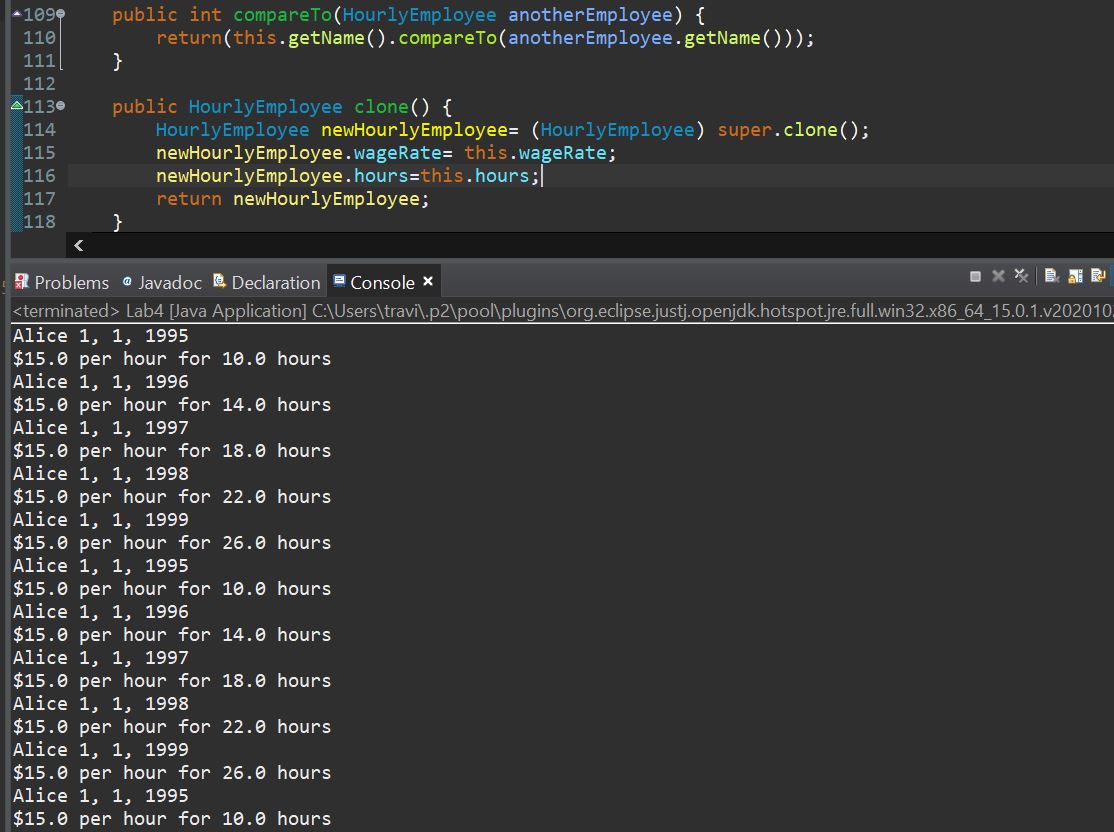 109 public int compareTo(HourlyEmployee anotherEmployee) {
110 return(this.getName().compareTo(anotherEmployee.getName()));
111 }
112
113 public HourlyEmployee clone() {
114 HourlyEmployee newHourlyEmployee= (HourlyEmployee) super.clone();
115 newHourlyEmployee.wageRate= this.wageRate;
116 newHourlyEmployee.hours=this.hours;
117 return newHourlyEmployee;
118 }
Problems @ Javadoc Declaration Console
<terminated> Lab4 [Java Application] C:\Users\travi\.p2\pool\plugins\org.eclipse.justj.openjdk.hotspot.jre.full.win32.x86_64_15.0.1.v202010
Alice 1, 1, 1995
$15.0 per hour for 10.0 hours
Alice 1, 1, 1996
$15.0 per hour for 14.0 hours
Alice 1, 1, 1997
$15.0 per hour for 18.0 hours
Alice 1, 1, 1998
$15.0 per hour for 22.0 hours
Alice 1, 1, 1999
$15.0 per hour for 26.0 hours
Alice 1, 1, 1995
$15.0 per hour for 10.0 hours
Alice 1, 1, 1996
$15.0 per hour for 14.0 hours
Alice 1, 1, 1997
$15.0 per hour for 18.0 hours
Alice 1, 1, 1998
$15.0 per hour for 22.0 hours
Alice 1, 1, 1999
$15.0 per hour for 26.0 hours
Alice 1, 1, 1995
$15.0 per hour for 10.0 hours